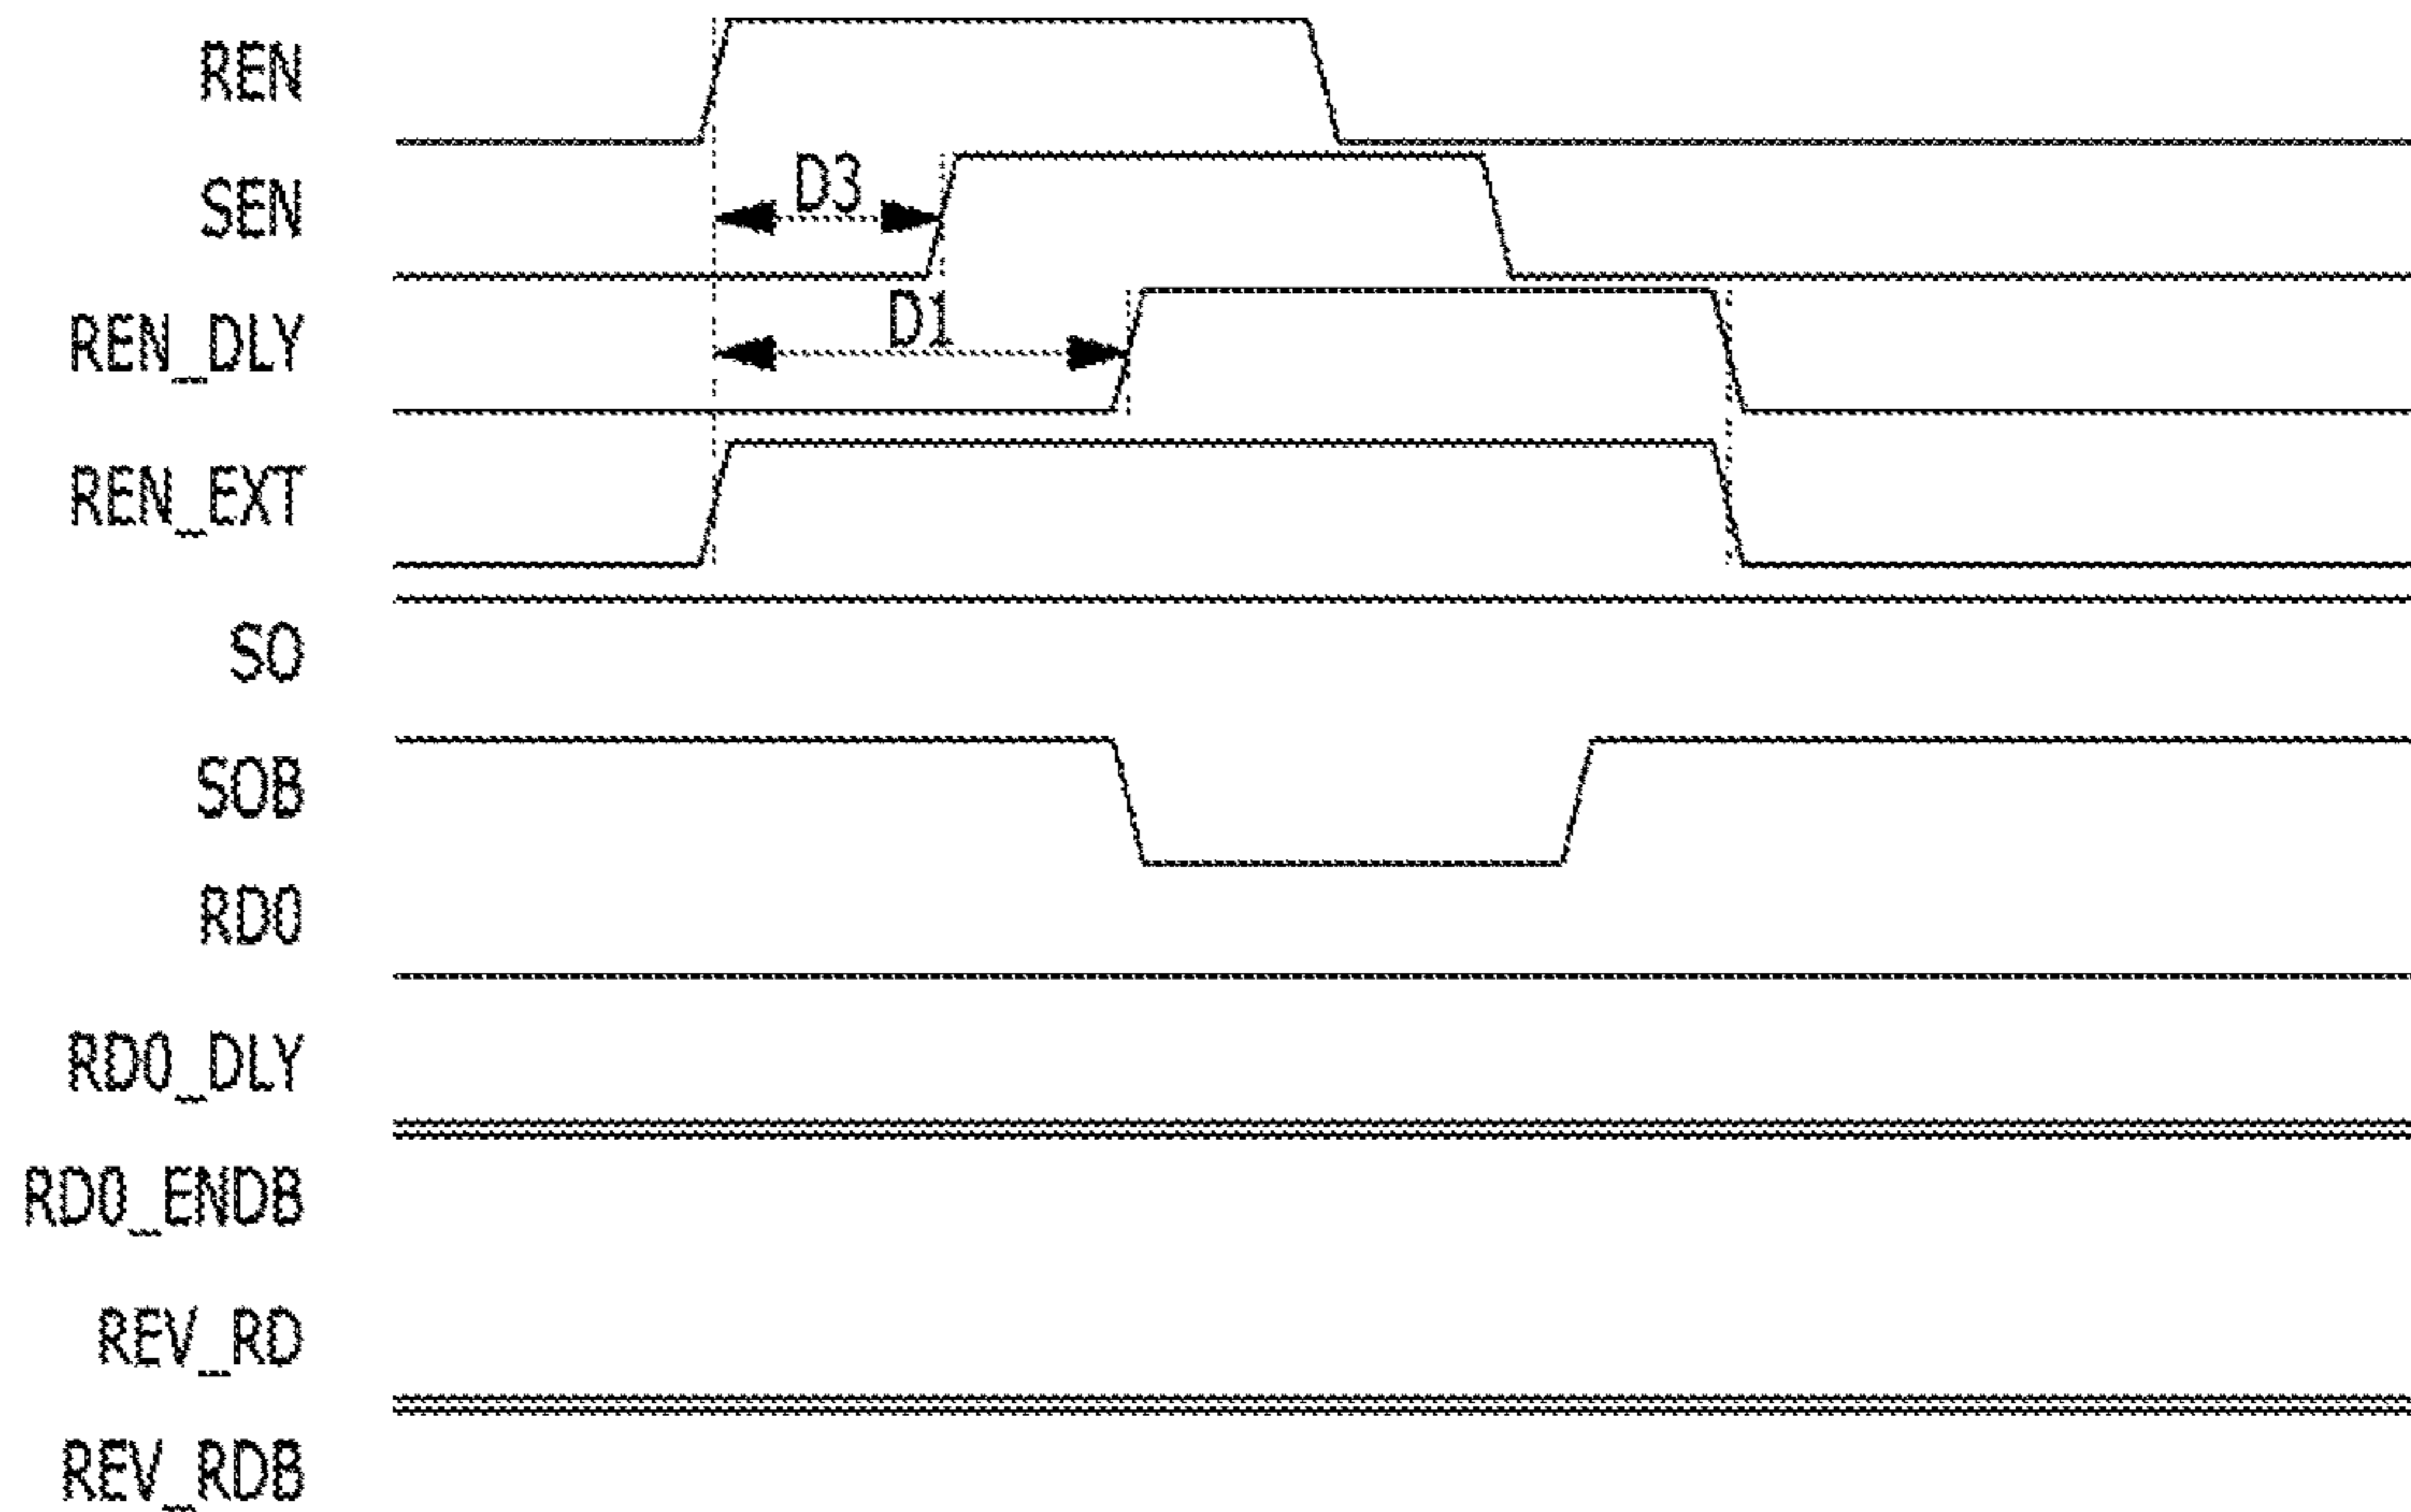 REN
D3
SEN
D1
REN_DLY
REN_EXT
SO
SOB
RD0
RD0_DLY
RD0_ENDB
REV_RD
REV_RDB